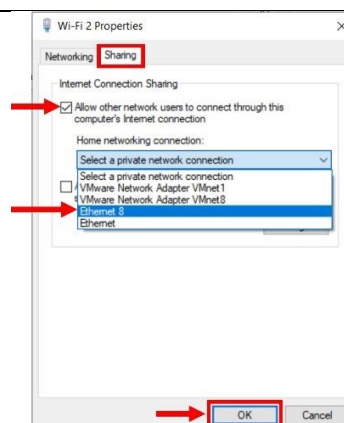 Wi-Fi 2 Properties
Networking Sharing
Internet Connection Sharing
Allow other network users to connect through this
computer's Internet connection
Home networking connection:
Select a private network connection
Select a private network connection
VMware Network Adapter VMnet1
VMware Network Adapter VMnet8
Ethernet 8
Ethernet
OK Cancel